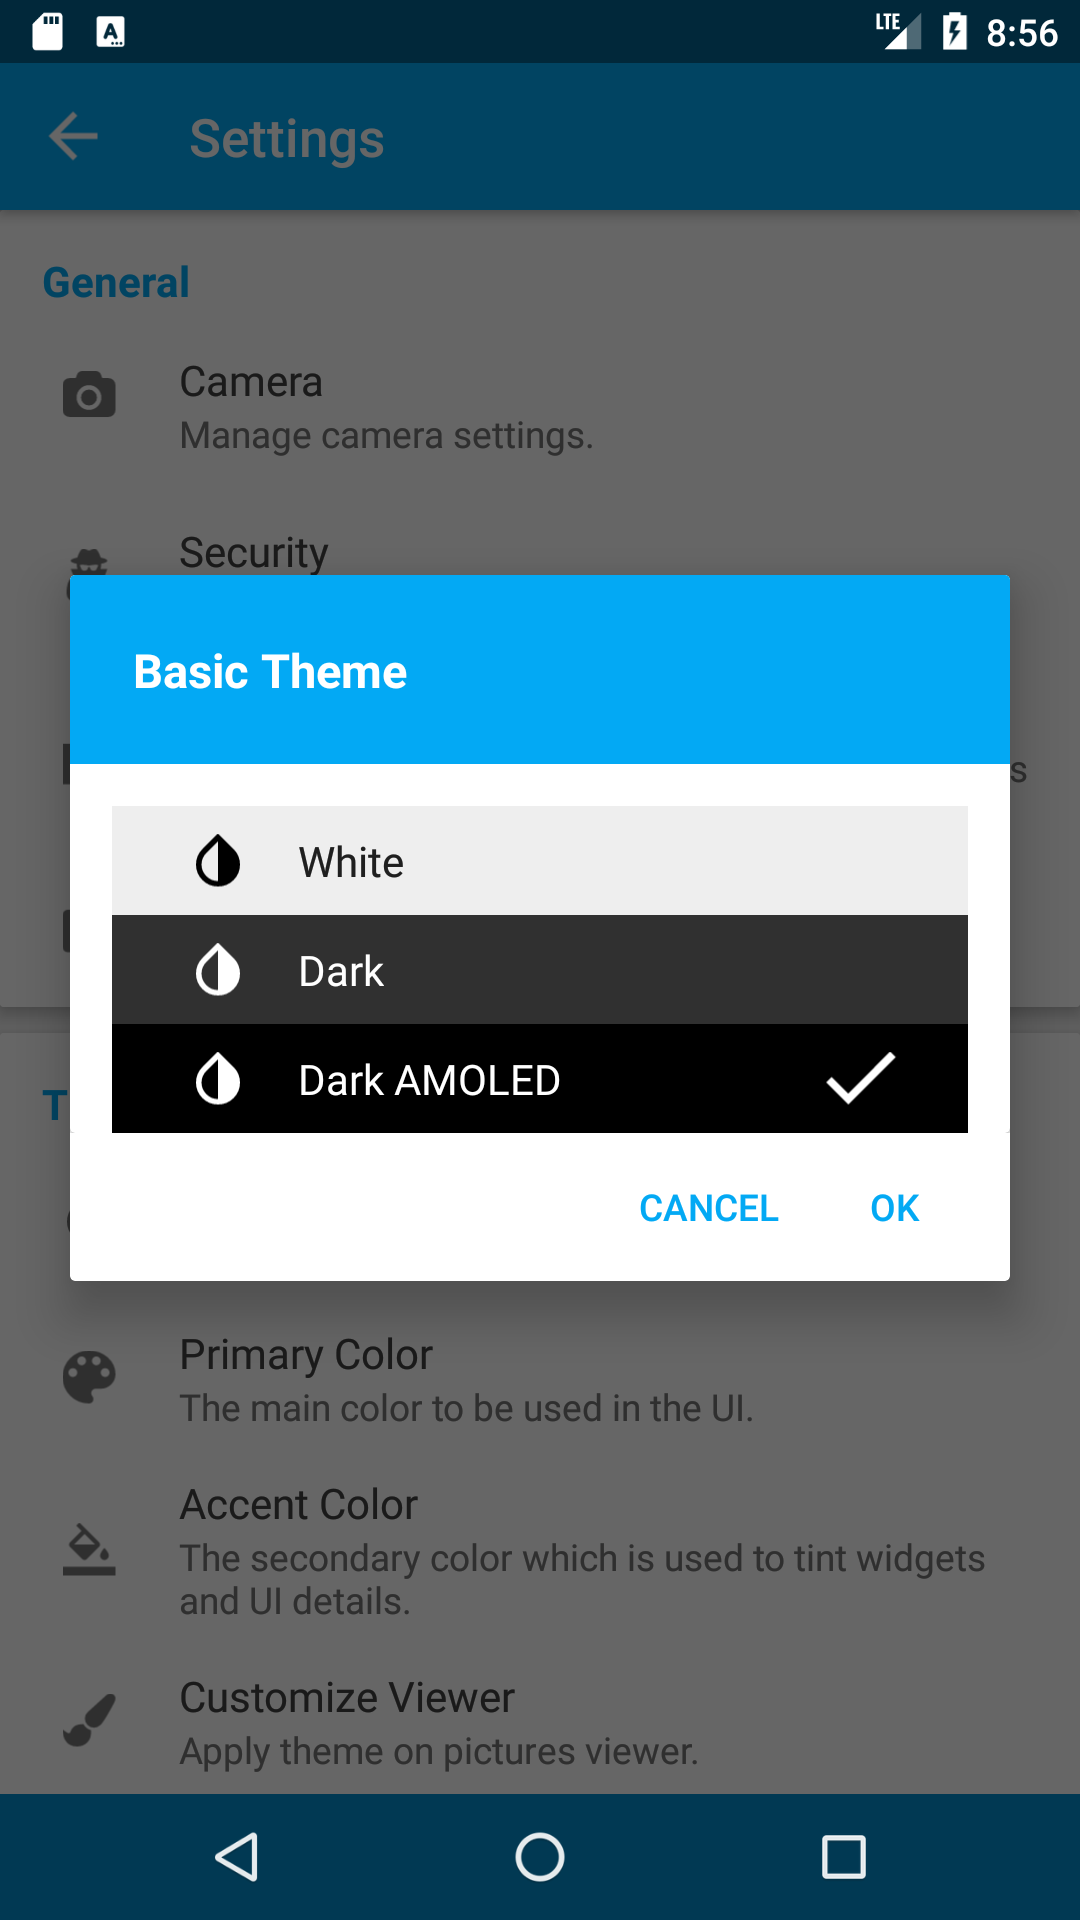 LTE 8:56
Settings
General
Camera
Manage camera settings.
Security
Basic Theme
s
White
Dark
Dark AMOLED
T
CANCEL OK
Primary Color
The main color to be used in the UI.
Accent Color
The secondary color which is used to tint widgets
and UI details.
Customize Viewer
Apply theme on pictures viewer.